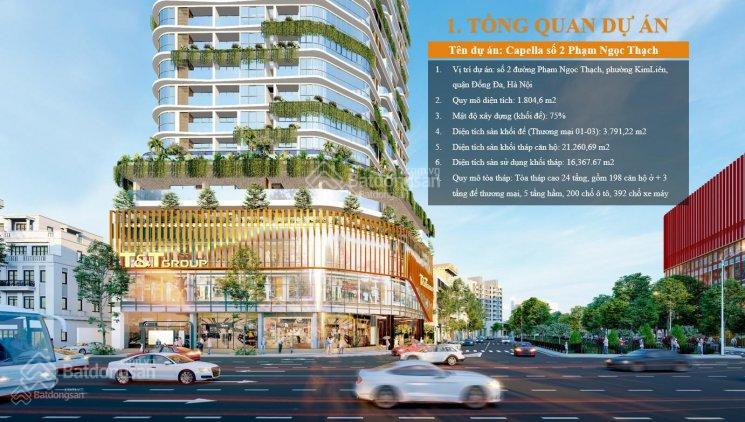 1. TỔNG QUAN DỰ ÁN
Tên dự án: Capella số 2 Phạm Ngọc Thạch
1. Vị trí dự án: số 2 đường Phạm Ngọc Thạch, phường KimLiên,
quận Đống Đa, Hà Nội
2. Quy mô diện tích: 1.804,6 m2
3. Mật độ xây dựng (khối đế): 75%
4. Diện tích sàn khối đế (Thương mại 01-03): 3.791,22 m2
5. Diện tích sàn khối tháp căn hộ: 21.260,69 m2
6. Diện tích sàn sử dụng khối tháp: 16,367.67 m2
7. Quy mô tòa tháp: Tòa tháp cao 24 tầng, gồm 198 căn hộ ở + 3
tầng đế thương mại, 5 tầng hầm, 200 chỗ ô tô, 392 chỗ xe máy
Batdongsan
.com.vn
T&T GROUP
T&T
Batdongsan
.com.vn
Batdongsan